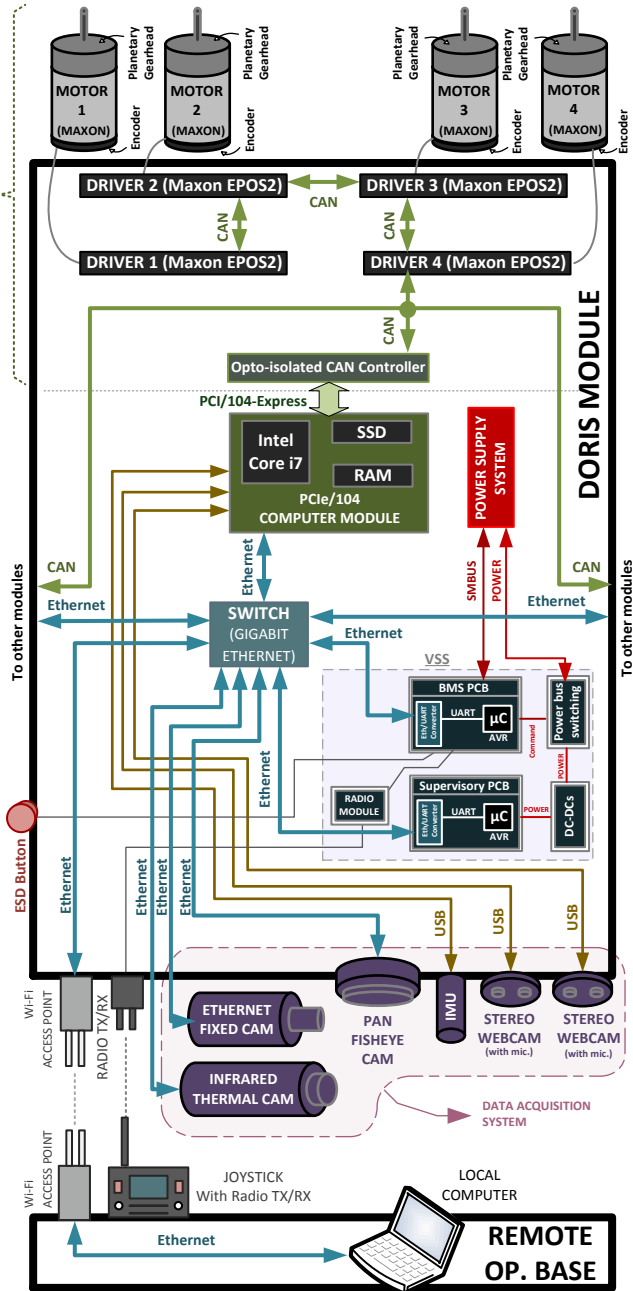 Planetary
Gearhead
Planetary
Gearhead
Planetary
Gearhead
Planetary
Gearhead
MOTOR
1
(MAXON)
MOTOR
2
(MAXON)
MOTOR
3
(MAXON)
MOTOR
4
(MAXON)
Encoder
Encoder
Encoder
Encoder
DRIVER 2 (Maxon EPOS2)
CAN
DRIVER 3 (Maxon EPOS2)
CAN
CAN
DRIVER 1 (Maxon EPOS2)
DRIVER 4 (Maxon EPOS2)
CAN
Opto-isolated CAN Controller
DORIS MODULE
PCI/104-Express
Intel
Core i7
SSD
RAM
PCIe/104
COMPUTER MODULE
POWER SUPPLY
SYSTEM
To other modules
CAN
Ethernet
Ethernet
SMBUS
POWER
CAN
Ethernet
To other modules
SWITCH
(GIGABIT
ETHERNET)
Ethernet
VSS
BMS PCB
Eth/UART
Converter
UART
µC
AVR
Command
Power bus
switching
POWER
Ethernet
RADIO
MODULE
Supervisory PCB
Eth/UART
Converter
UART
µC
AVR
POWER
DC-DCs
ESD Button
Ethernet
Ethernet
Ethernet
Ethernet
USB
USB
USB
Wi-Fi
ACCESS POINT
RADIO TX/RX
ETHERNET
FIXED CAM
PAN
FISHEYE
CAM
IMU
STEREO
WEBCAM
(with mic.)
STEREO
WEBCAM
(with mic.)
INFRARED
THERMAL CAM
DATA ACQUISITION
SYSTEM
Wi-Fi
ACCESS POINT
JOYSTICK
With Radio TX/RX
LOCAL
COMPUTER
Ethernet
REMOTE
OP. BASE